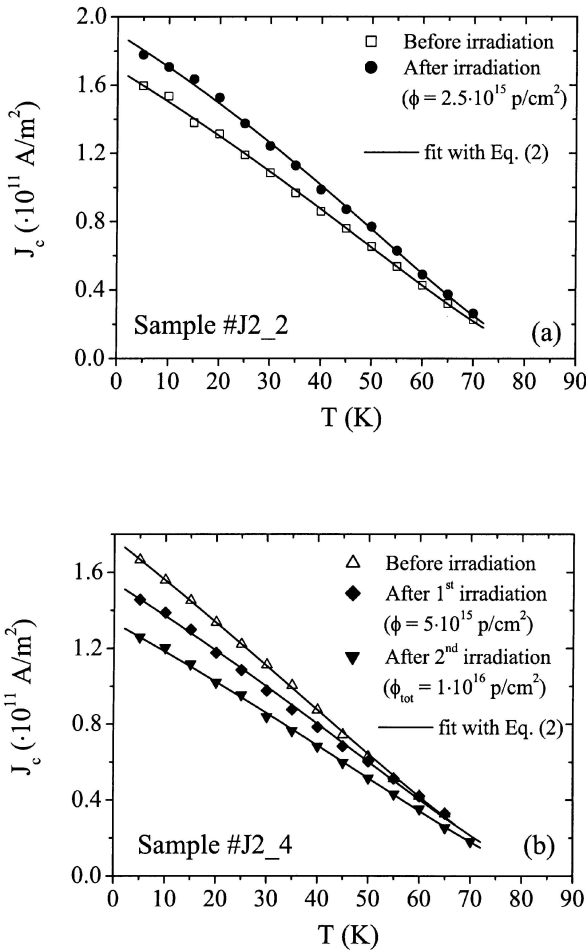 2.0
1.6
1.2
0.8
0.4
0.0
J_c (·10^11 A/m^2)
Before irradiation
After irradiation
(ϕ = 2.5·10^15 p/cm^2)
fit with Eq. (2)
Sample #J2_2
(a)
0 10 20 30 40 50 60 70 80 90
T (K)
1.6
1.2
0.8
0.4
0.0
J_c (·10^11 A/m^2)
Before irradiation
After 1^st irradiation
(ϕ = 5·10^15 p/cm^2)
After 2^nd irradiation
(ϕ_tot = 1·10^16 p/cm^2)
fit with Eq. (2)
Sample #J2_4
(b)
0 10 20 30 40 50 60 70 80 90
T (K)